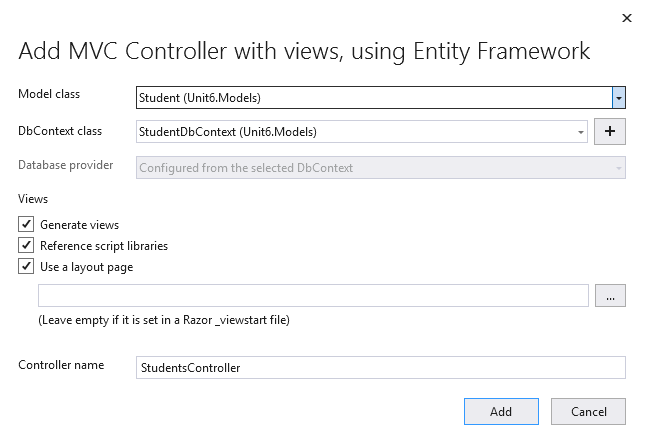 Add MVC Controller with views, using Entity Framework
Model class
Student (Unit6.Models)
DbContext class
StudentDbContext (Unit6.Models)
Database provider
Configured from the selected DbContext
Views
Generate views
Reference script libraries
Use a layout page
...
(Leave empty if it is set in a Razor _viewstart file)
Controller name
StudentsController
Add
Cancel